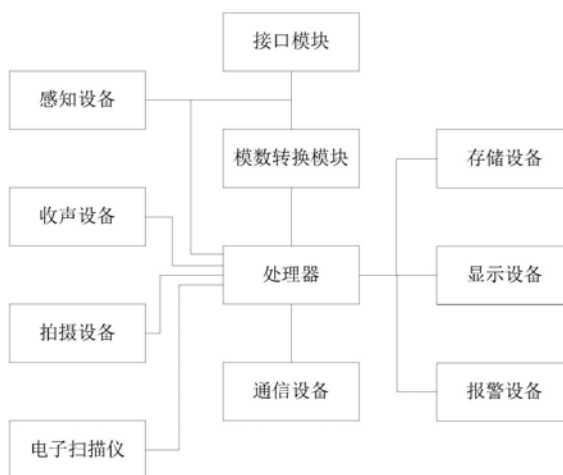 接口模块
感知设备
模数转换模块
存储设备
收声设备
处理器
显示设备
拍摄设备
通信设备
报警设备
电子扫描仪